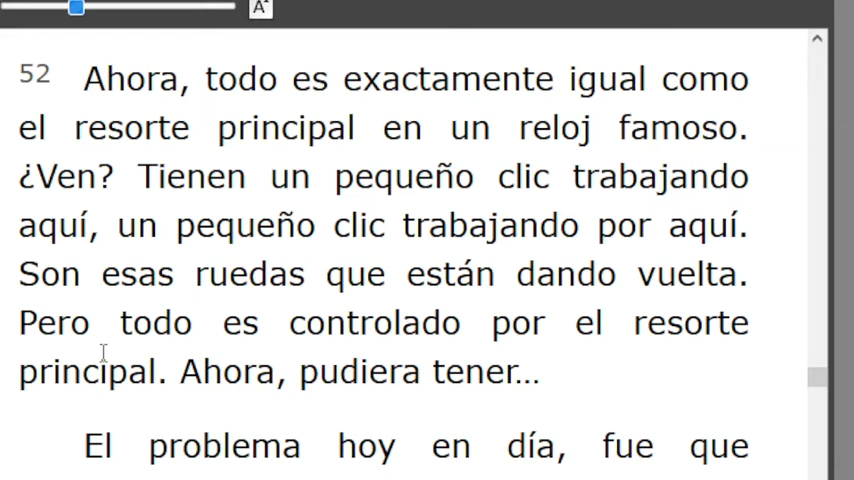 A
52 Ahora, todo es exactamente igual como
el resorte principal en un reloj famoso.
¿Ven? Tienen un pequeño clic trabajando
aquí, un pequeño clic trabajando por aquí.
Son esas ruedas que están dando vuelta.
Pero todo es controlado por el resorte
principal. Ahora, pudiera tener...
El problema hoy en día, fue que